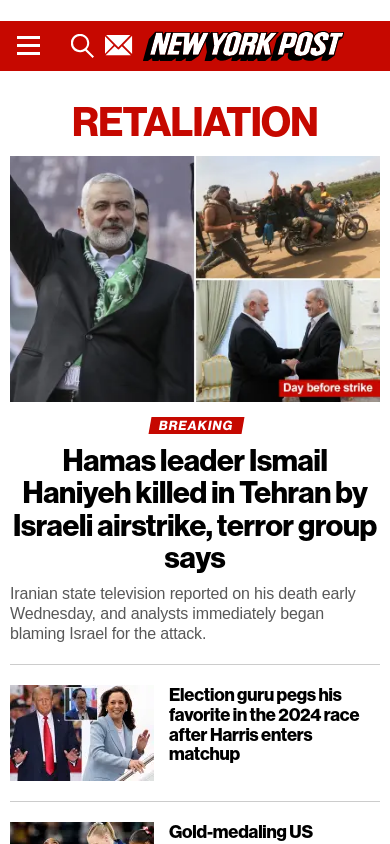 NEW YORK POST
RETALIATION
Day before strike
BREAKING
Hamas leader Ismail
Haniyeh killed in Tehran by
Israeli airstrike, terror group
says
Iranian state television reported on his death early
Wednesday, and analysts immediately began
blaming Israel for the attack.
Election guru pegs his
favorite in the 2024 race
after Harris enters
matchup
Gold-medaling US